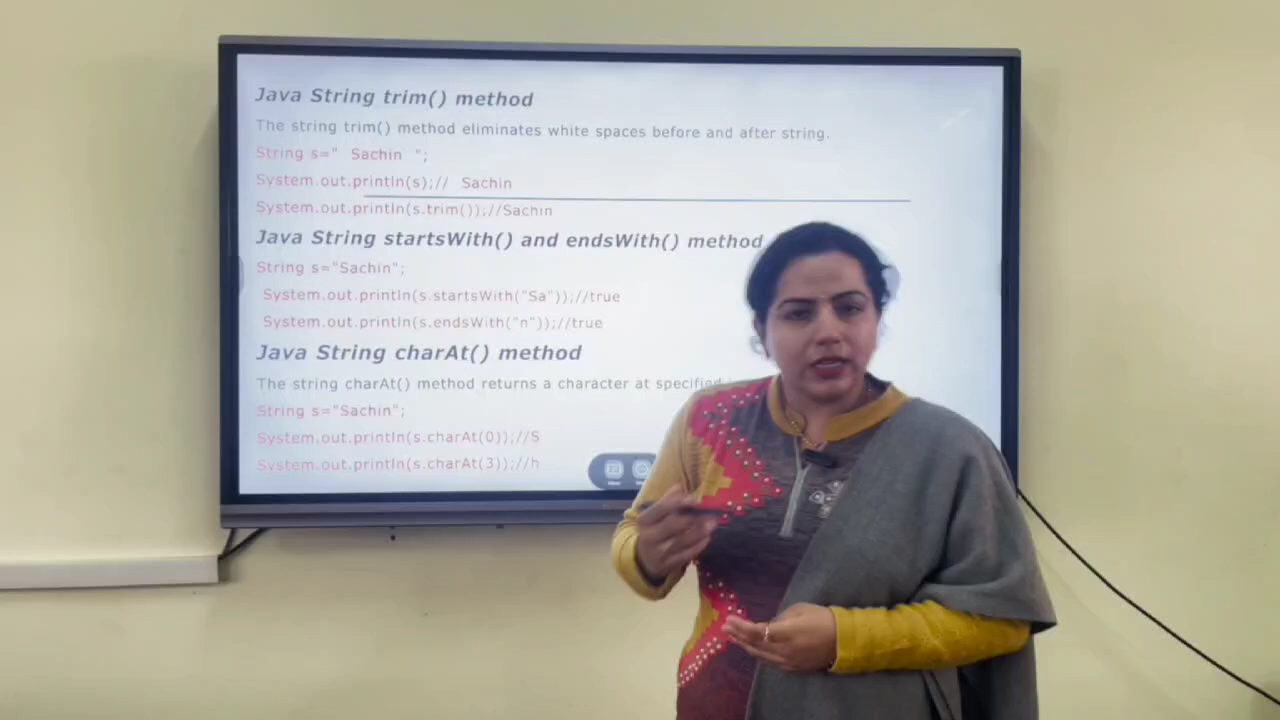 Java String trim() method
The string trim() method eliminates white spaces before and after string.
String s="  Sachin  ";
System.out.println(s);//  Sachin
System.out.println(s.trim());//Sachin
Java String startsWith() and endsWith() method
String s="Sachin";
System.out.println(s.startsWith("Sa"));//true
System.out.println(s.endsWith("n"));//true
Java String charAt() method
The string charAt() method returns a character at specified
String s="Sachin";
System.out.println(s.charAt(0));//S
System.out.println(s.charAt(3));//h